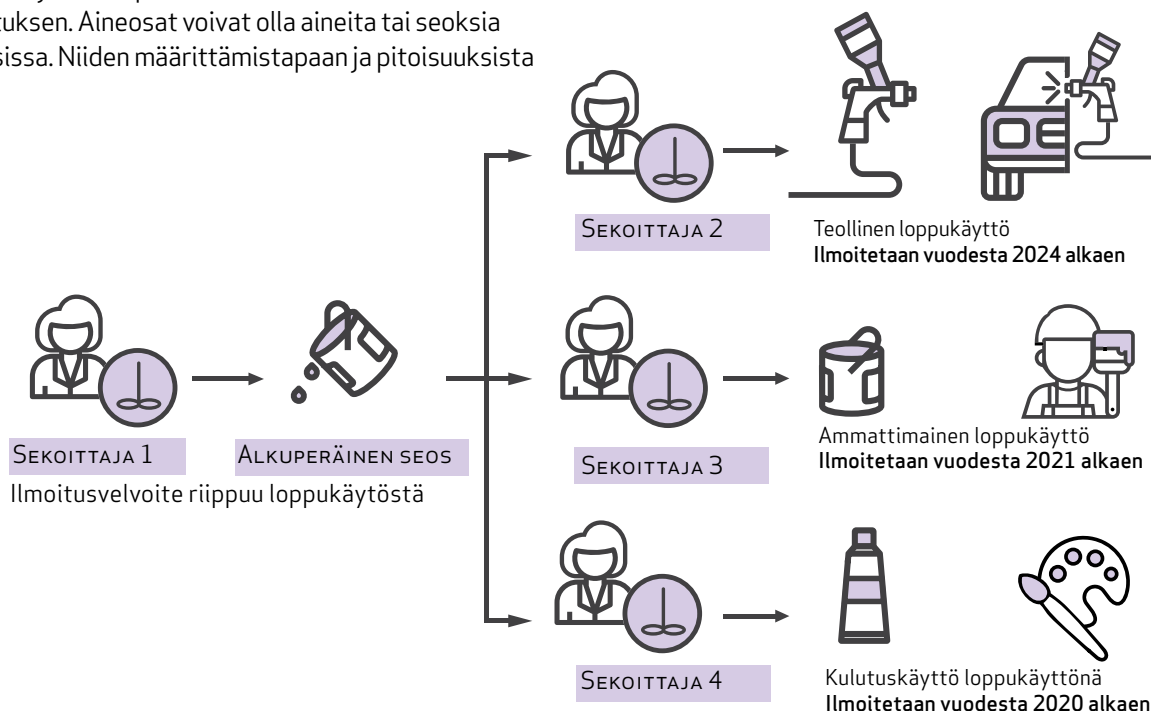 tuksen. Aineosat voivat olla aineita tai seoksia
sissa. Niiden määrittämistapaan ja pitoisuuksista
SEKOITTAJA 2
Teollinen loppukäyttö
Ilmoitetaan vuodesta 2024 alkaen
SEKOITTAJA 1
ALKUPERÄINEN SEOS
Ilmoitusvelvoite riippuu loppukäytöstä
SEKOITTAJA 3
Ammattimainen loppukäyttö
Ilmoitetaan vuodesta 2021 alkaen
SEKOITTAJA 4
Kulutuskäyttö loppukäyttönä
Ilmoitetaan vuodesta 2020 alkaen